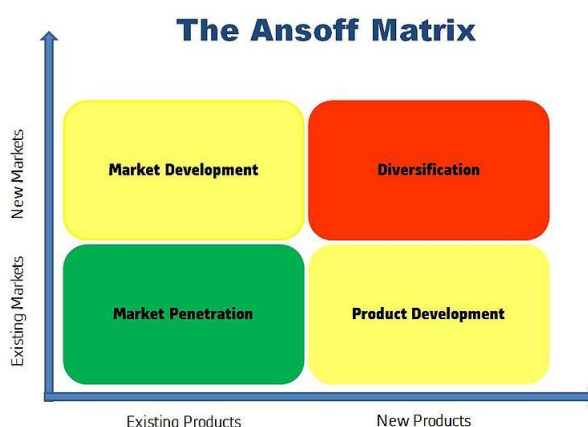 The Ansoff Matrix
New Markets
Market Development
Diversification
Existing Markets
Market Penetration
Product Development
Existing Products
New Products